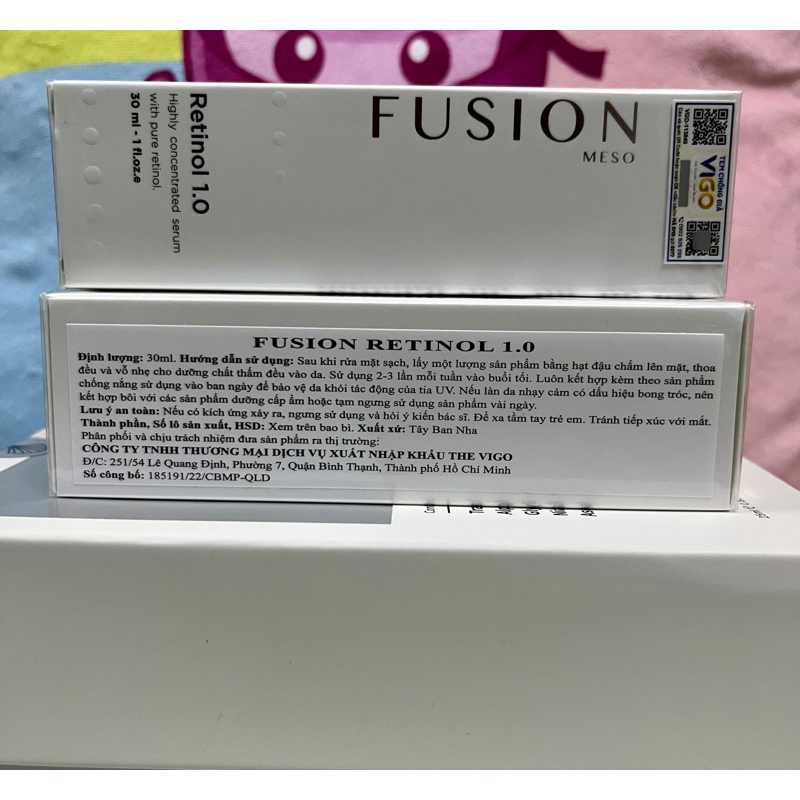 FUSION
MESO
Retinol 1.0
Highly concentrated serum
with pure retinol.
30 ml - 1 fl.oz.e
VIGO-113848
TEM CHỐNG GIẢ
VIGO
FUSION RETINOL 1.0
Định lượng: 30ml. Hướng dẫn sử dụng: Sau khi rửa mặt sạch, lấy một lượng sản phẩm bằng hạt đậu chấm lên mặt, thoa
đều và vỗ nhẹ cho dưỡng chất thấm đều vào da. Sử dụng 2-3 lần mỗi tuần vào buổi tối. Luôn kết hợp kèm theo sản phẩm
chống nắng sử dụng vào ban ngày để bảo vệ da khỏi tác động của tia UV. Nếu làn da nhạy cảm có dấu hiệu bong tróc, nên
kết hợp bôi với các sản phẩm dưỡng cấp ẩm hoặc tạm ngưng sử dụng sản phẩm vài ngày.
Lưu ý an toàn: Nếu có kích ứng xảy ra, ngưng sử dụng và hỏi ý kiến bác sĩ. Để xa tầm tay trẻ em. Tránh tiếp xúc với mắt.
Thành phần, Số lô sản xuất, HSD: Xem trên bao bì. Xuất xứ: Tây Ban Nha
Phân phối và chịu trách nhiệm đưa sản phẩm ra thị trường:
CÔNG TY TNHH THƯƠNG MẠI DỊCH VỤ XUẤT NHẬP KHẨU THE VIGO
Đ/C: 251/54 Lê Quang Định, Phường 7, Quận Bình Thạnh, Thành phố Hồ Chí Minh
Số công bố: 185191/22/CBMP-QLD